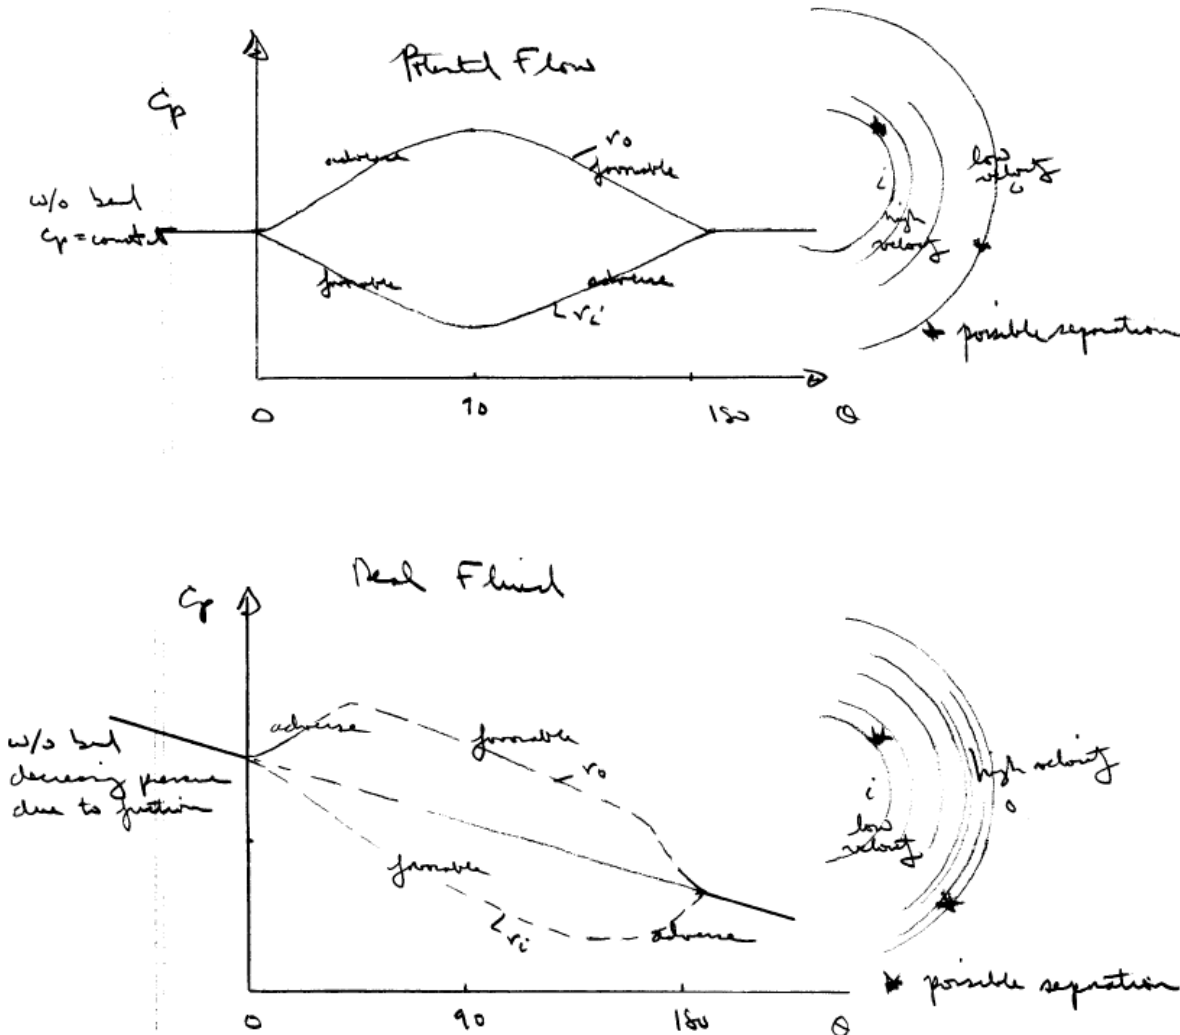 Potential Flow
Cp
adverse
ro
favorable
w/o bend
Cp = constant
favorable
adverse
ri
0
90
180
θ
i
high
velocity
low
velocity
o
possible separation
Real Fluid
Cp
adverse
favorable
ro
w/o bend
decreasing pressure
due to friction
favorable
ri
adverse
0
90
180
θ
i
low
velocity
high velocity
o
possible separation